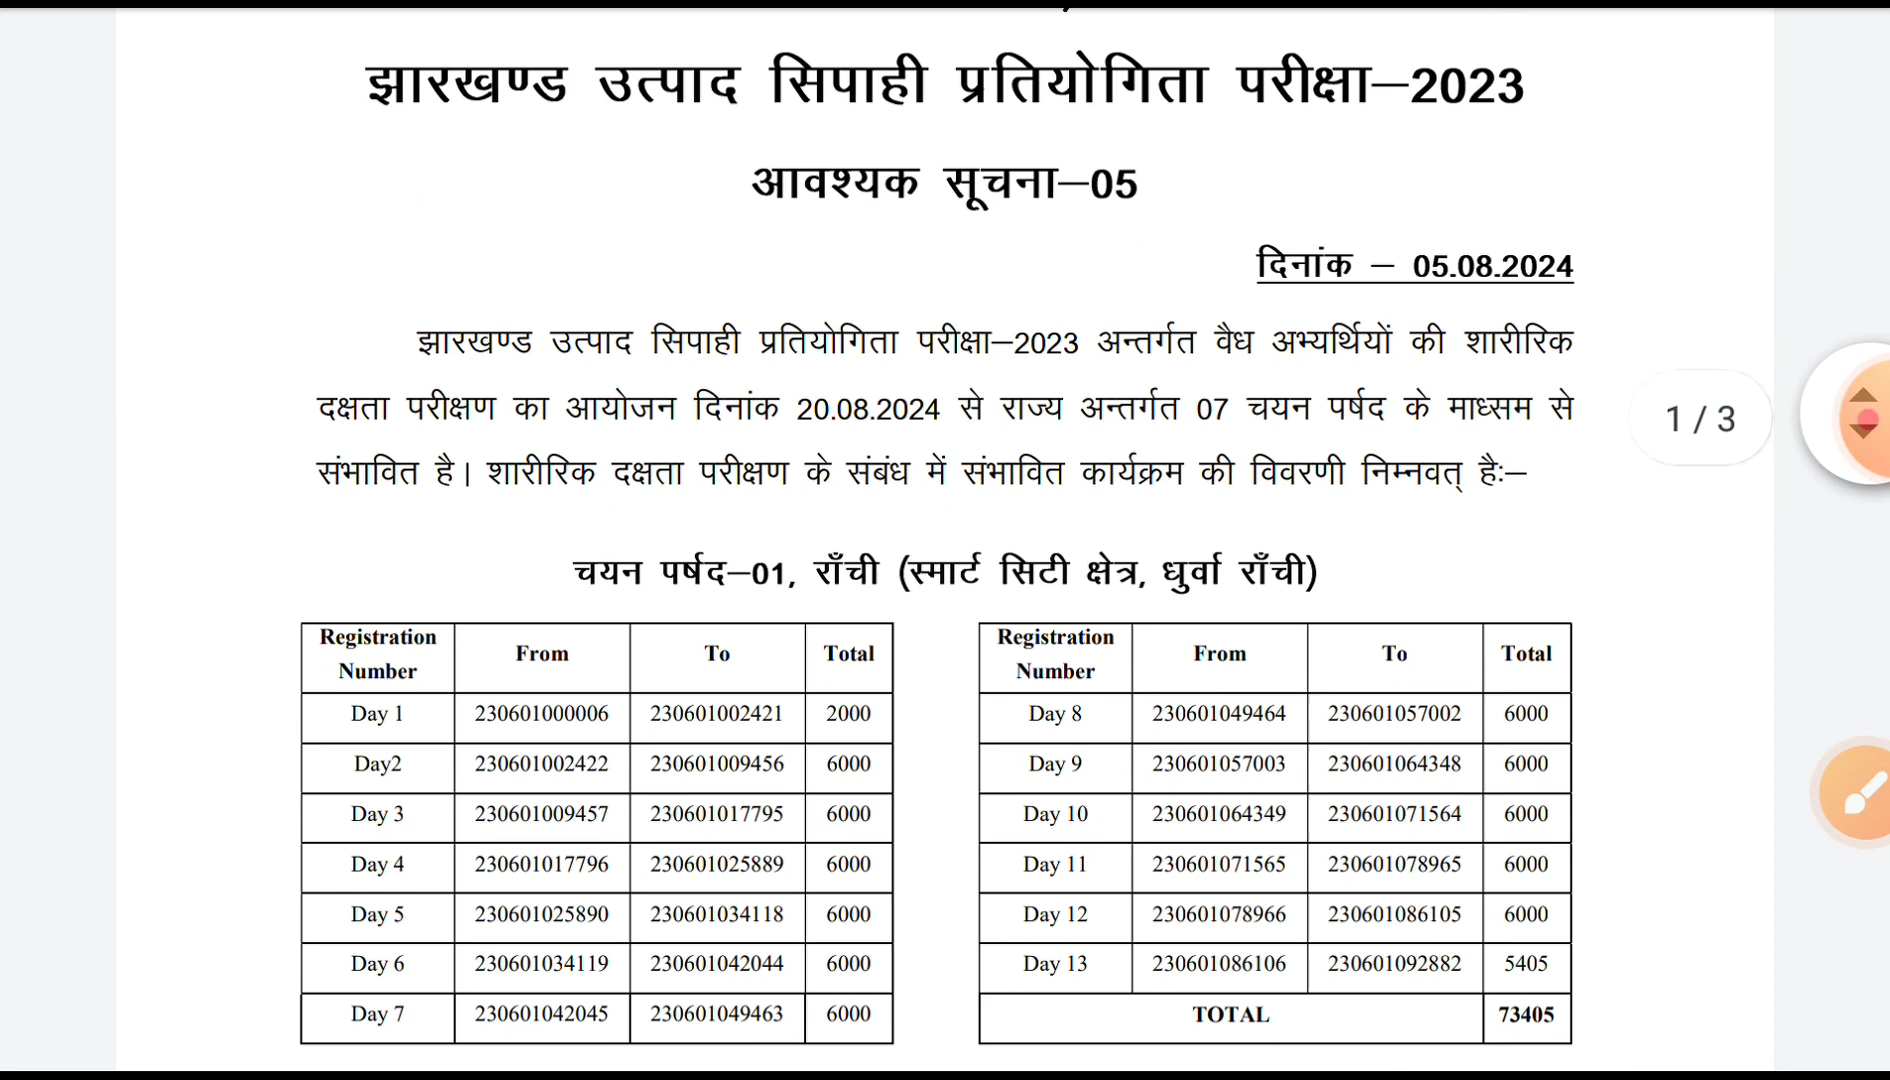 झारखण्ड उत्पाद सिपाही प्रतियोगिता परीक्षा–2023
आवश्यक सूचना–05
दिनांक – 05.08.2024
झारखण्ड उत्पाद सिपाही प्रतियोगिता परीक्षा–2023 अन्तर्गत वैध अभ्यर्थियों की शारीरिक
दक्षता परीक्षण का आयोजन दिनांक 20.08.2024 से राज्य अन्तर्गत 07 चयन पर्षद के माध्सम से
संभावित है। शारीरिक दक्षता परीक्षण के संबंध में संभावित कार्यक्रम की विवरणी निम्नवत् है:–
1 / 3
चयन पर्षद–01, राँची (स्मार्ट सिटी क्षेत्र, धुर्वा राँची)
Registration Number From To Total
Day 1 230601000006 230601002421 2000
Day2 230601002422 230601009456 6000
Day 3 230601009457 230601017795 6000
Day 4 230601017796 230601025889 6000
Day 5 230601025890 230601034118 6000
Day 6 230601034119 230601042044 6000
Day 7 230601042045 230601049463 6000
Registration Number From To Total
Day 8 230601049464 230601057002 6000
Day 9 230601057003 230601064348 6000
Day 10 230601064349 230601071564 6000
Day 11 230601071565 230601078965 6000
Day 12 230601078966 230601086105 6000
Day 13 230601086106 230601092882 5405
TOTAL 73405